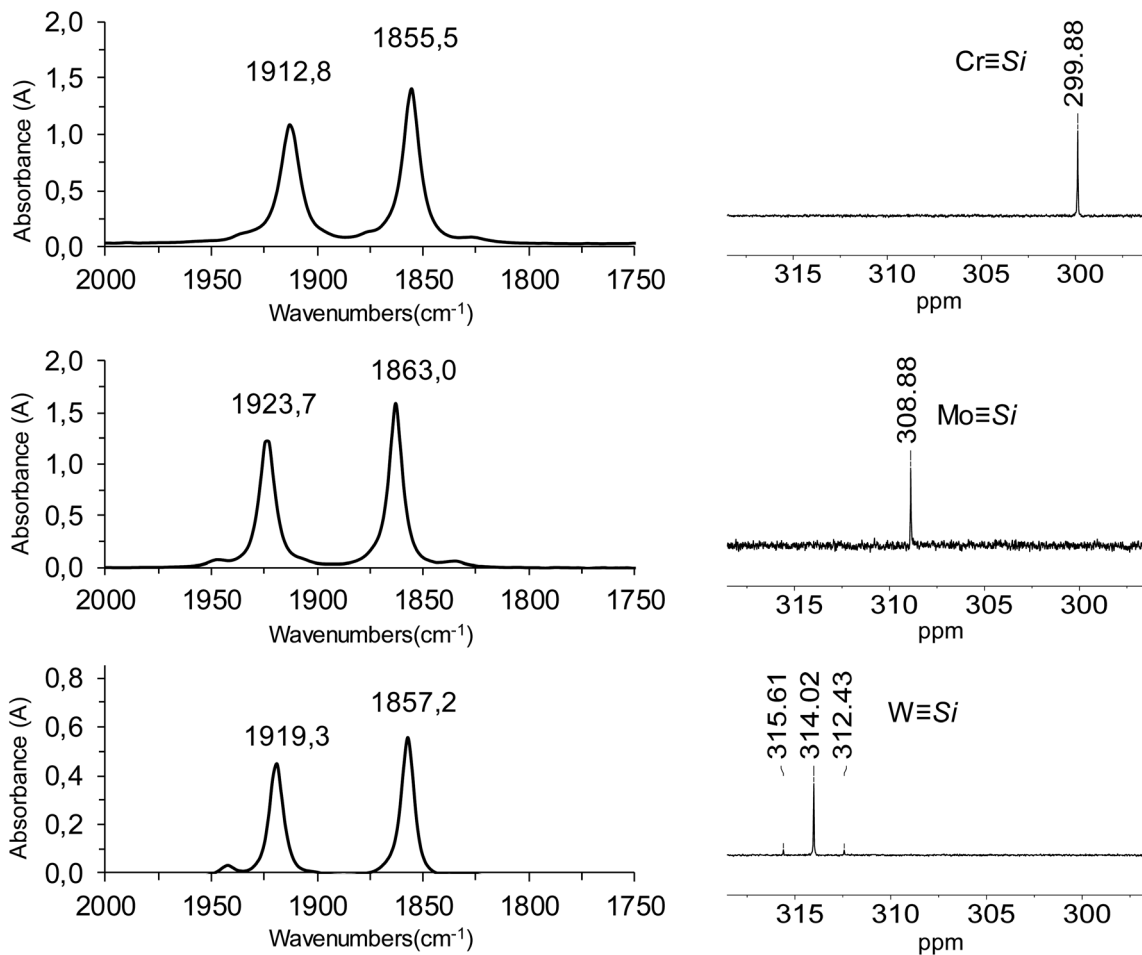 2,0
1,5
1,0
0,5
0,0
Absorbance (A)
1912,8
1855,5
2000 1950 1900 1850 1800 1750
Wavenumbers(cm-1)
Cr≡Si
299.88
315 310 305 300
ppm
2,0
1,5
1,0
0,5
0,0
Absorbance (A)
1923,7
1863,0
2000 1950 1900 1850 1800 1750
Wavenumbers(cm-1)
308.88
Mo≡Si
315 310 305 300
ppm
0,8
0,6
0,4
0,2
0,0
Absorbance (A)
1919,3
1857,2
2000 1950 1900 1850 1800 1750
Wavenumbers(cm-1)
315.61
314.02
312.43
W≡Si
315 310 305 300
ppm